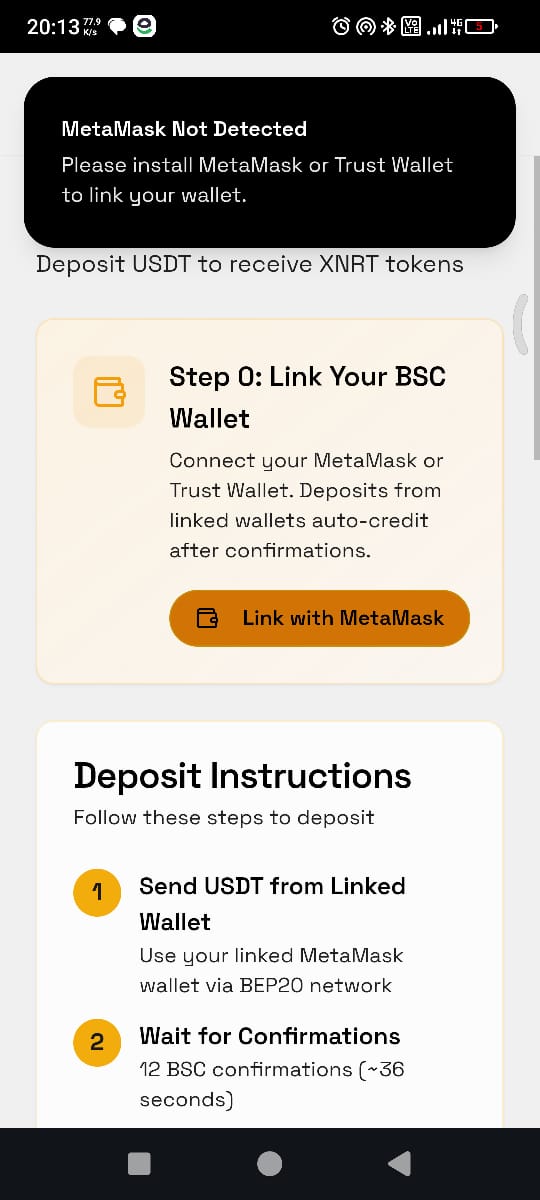 20:13 77.9 K/s Vo LTE 4G 5
MetaMask Not Detected
Please install MetaMask or Trust Wallet
to link your wallet.
Deposit USDT to receive XNRT tokens
Step 0: Link Your BSC
Wallet
Connect your MetaMask or
Trust Wallet. Deposits from
linked wallets auto-credit
after confirmations.
Link with MetaMask
Deposit Instructions
Follow these steps to deposit
1 Send USDT from Linked
Wallet
Use your linked MetaMask
wallet via BEP20 network
2 Wait for Confirmations
12 BSC confirmations (~36
seconds)